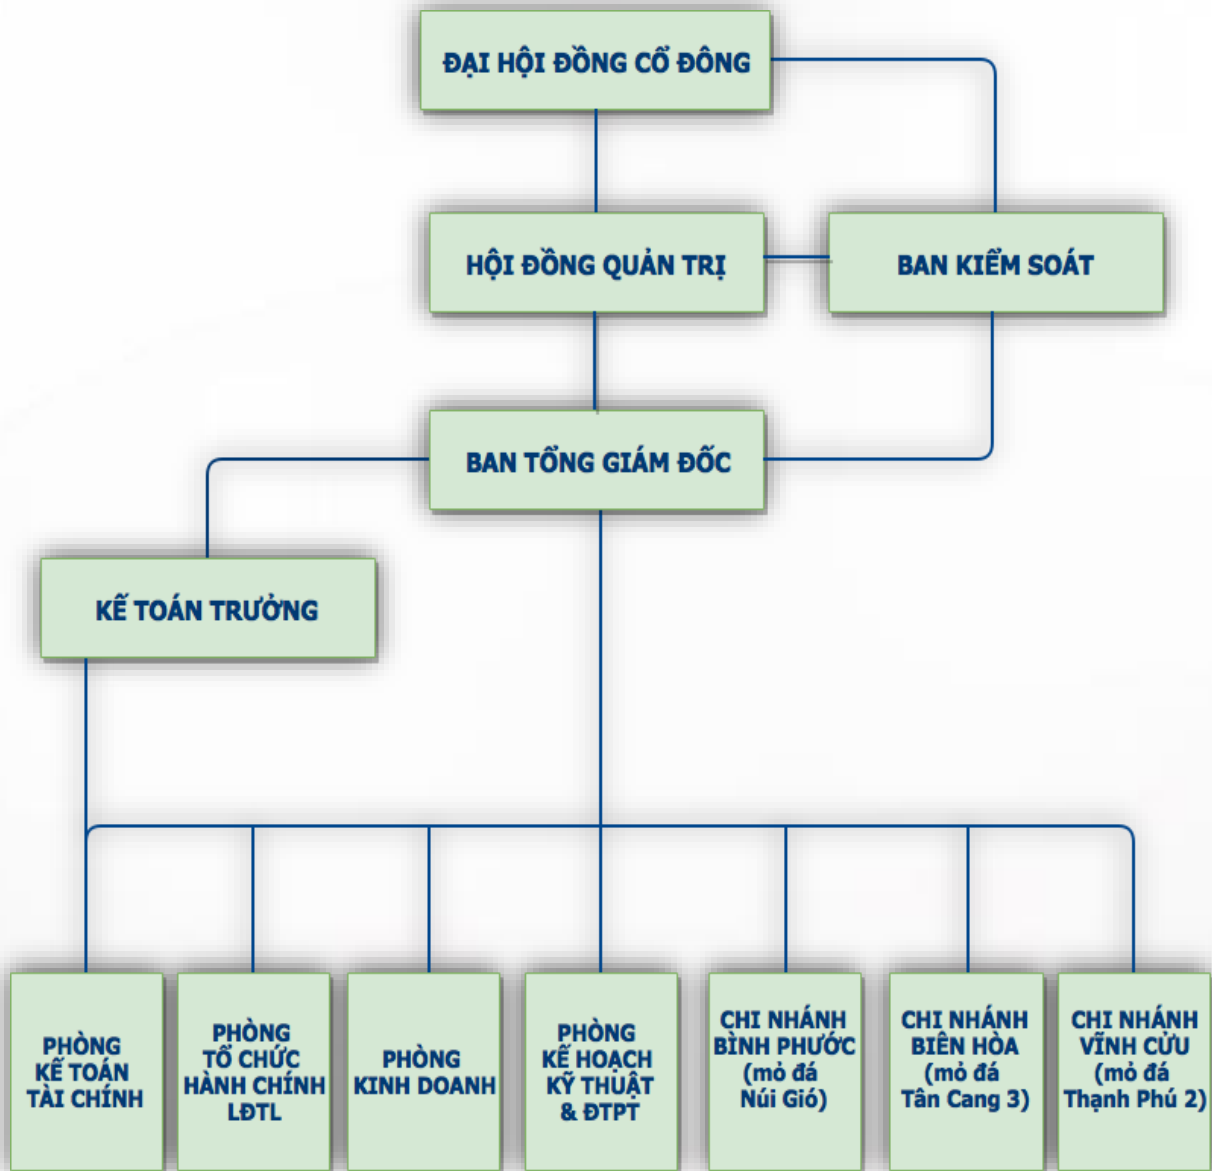 ĐẠI HỘI ĐỒNG CỔ ĐÔNG
HỘI ĐỒNG QUẢN TRỊ
BAN KIỂM SOÁT
BAN TỔNG GIÁM ĐỐC
KẾ TOÁN TRƯỞNG
PHÒNG
KẾ TOÁN
TÀI CHÍNH
PHÒNG
TỔ CHỨC
HÀNH CHÍNH
LĐTL
PHÒNG
KINH DOANH
PHÒNG
KẾ HOẠCH
KỸ THUẬT
& ĐTPT
CHI NHÁNH
BÌNH PHƯỚC
(mỏ đá
Núi Gió)
CHI NHÁNH
BIÊN HÒA
(mỏ đá
Tân Cang 3)
CHI NHÁNH
VĨNH CỬU
(mỏ đá
Thạnh Phú 2)